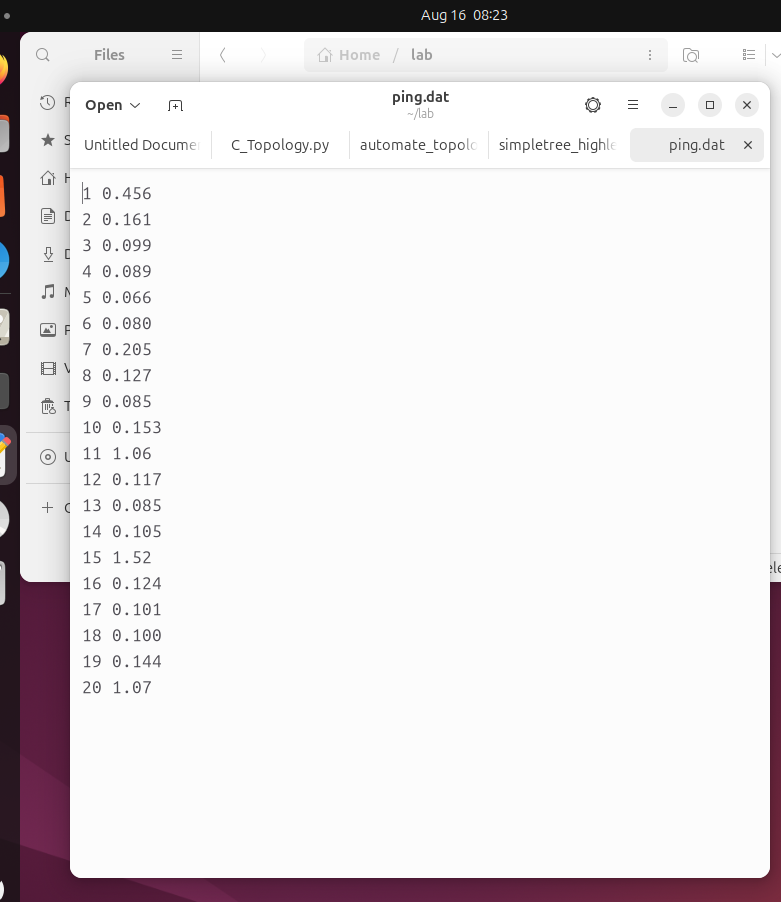 Aug 16 08:23
Files
Home / lab
Open
ping.dat
~/lab
Untitled Docume
C_Topology.py
automate_topolo
simpletree_highle
ping.dat
1 0.456
2 0.161
3 0.099
4 0.089
5 0.066
6 0.080
7 0.205
8 0.127
9 0.085
10 0.153
11 1.06
12 0.117
13 0.085
14 0.105
15 1.52
16 0.124
17 0.101
18 0.100
19 0.144
20 1.07